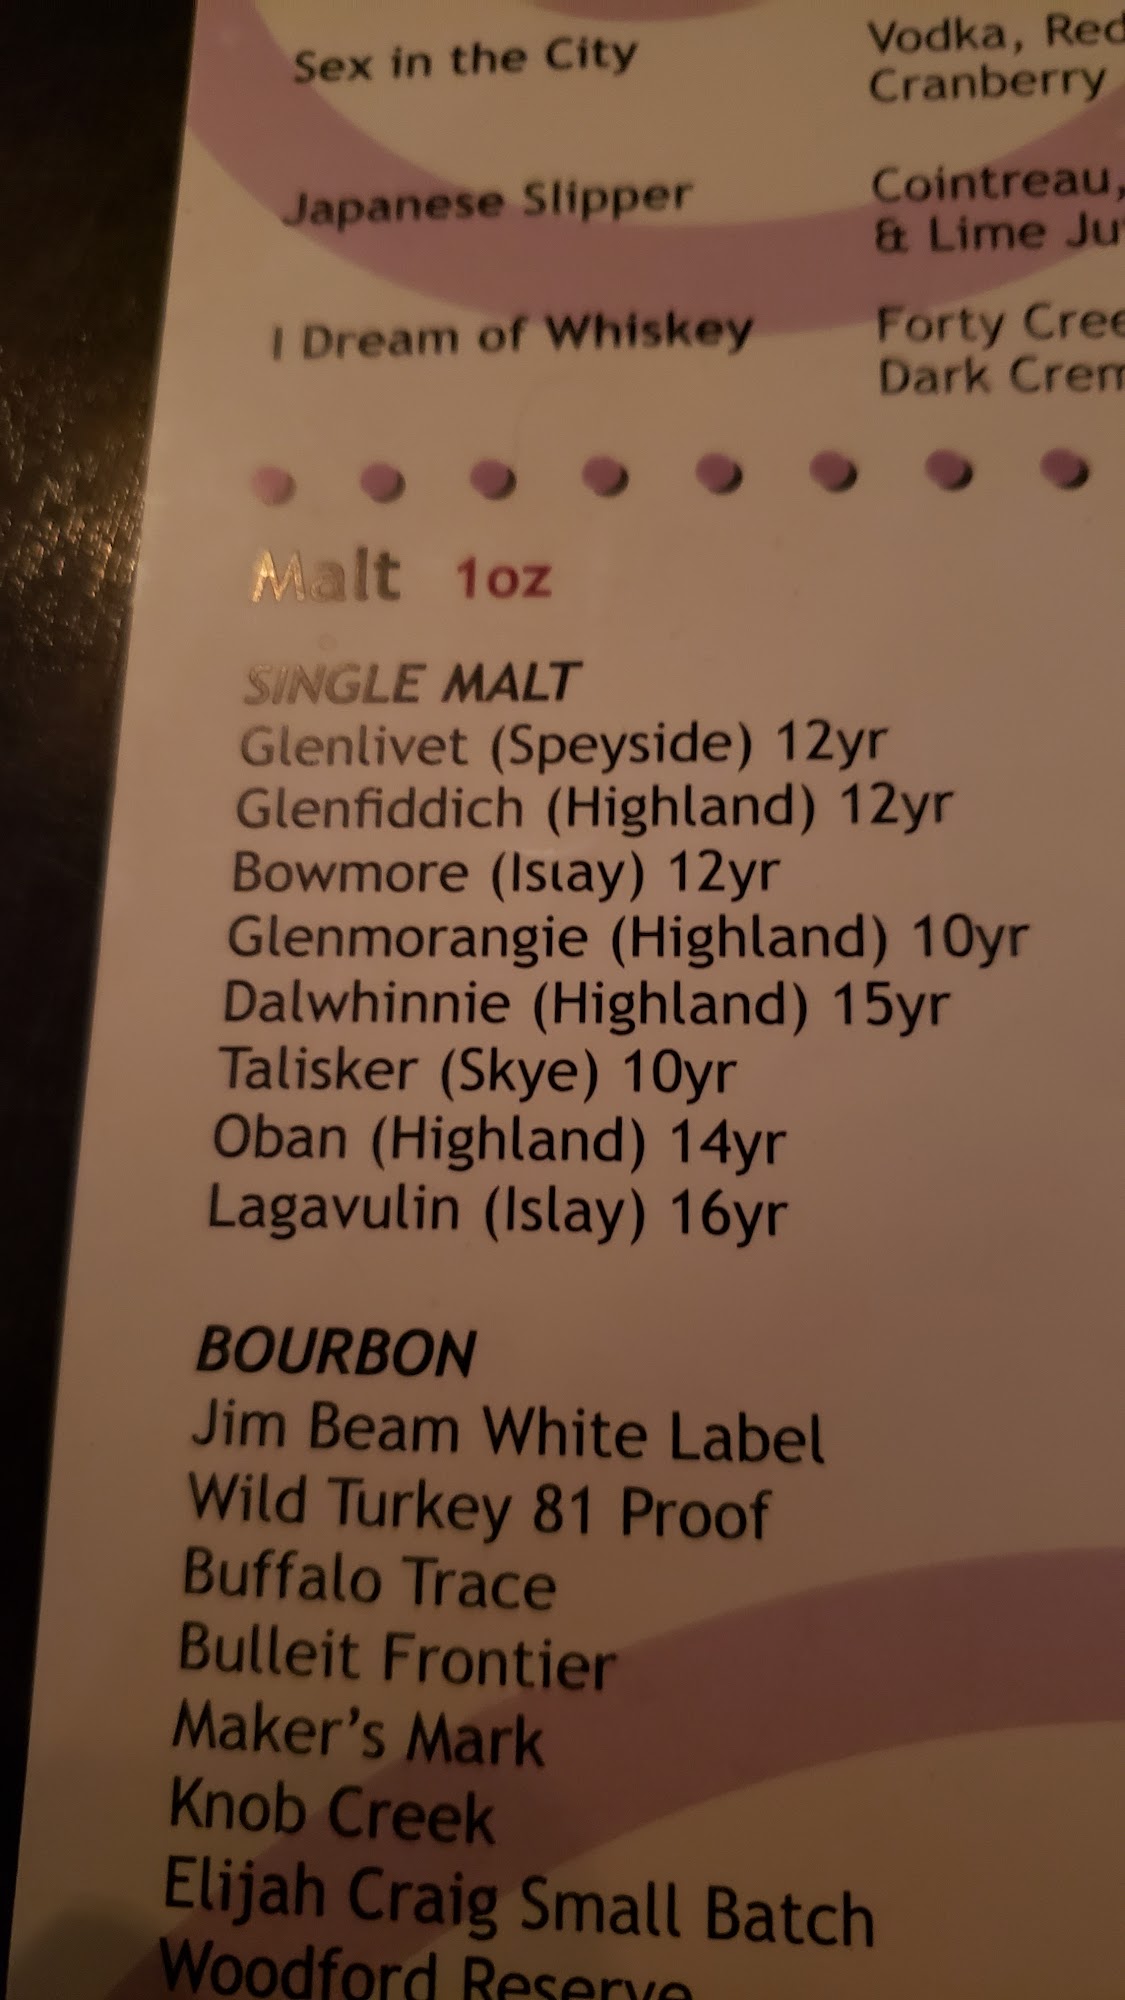 Sex in the City
Vodka, Red
Cranberry
Japanese Slipper
Cointreau,
& Lime
I Dream of Whiskey
Forty
Dark
Malt 1oz
SINGLE MALT
Glenlivet (Speyside) 12yr
Glenfiddich (Highland) 12yr
Bowmore (Islay) 12yr
Glenmorangie (Highland) 10yr
Dalwhinnie (Highland) 15yr
Talisker (Skye) 10yr
Oban (Highland) 14yr
Lagavulin (Islay) 16yr
BOURBON
Jim Beam White Label
Wild Turkey 81 Proof
Buffalo Trace
Bulleit Frontier
Maker's Mark
Knob Creek
Elijah Craig Small Batch
Woodford Reserve